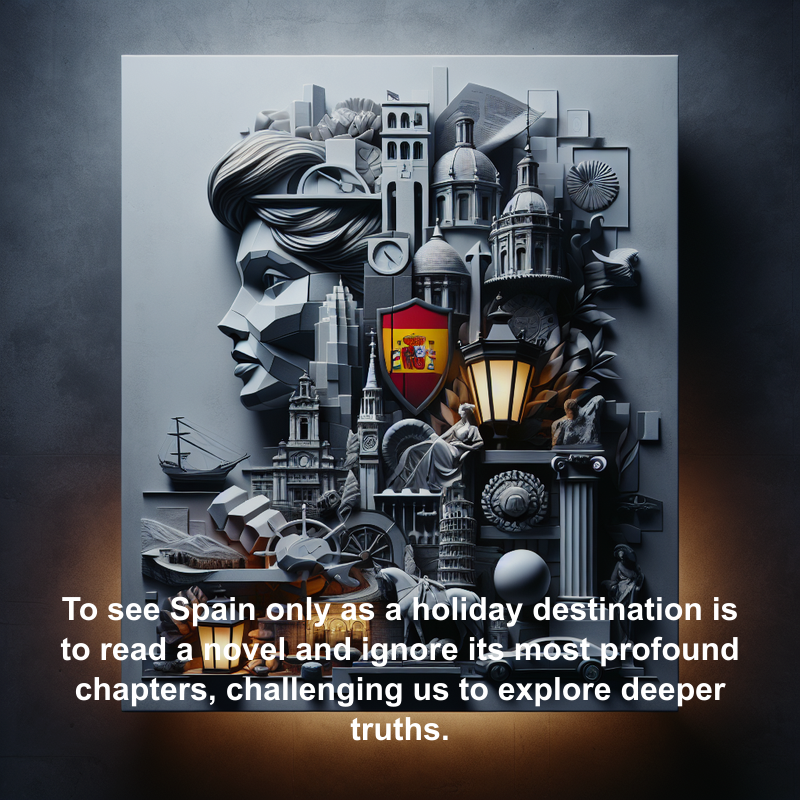 To see Spain only as a holiday destination is
to read a novel and ignore its most profound
chapters, challenging us to explore deeper
truths.